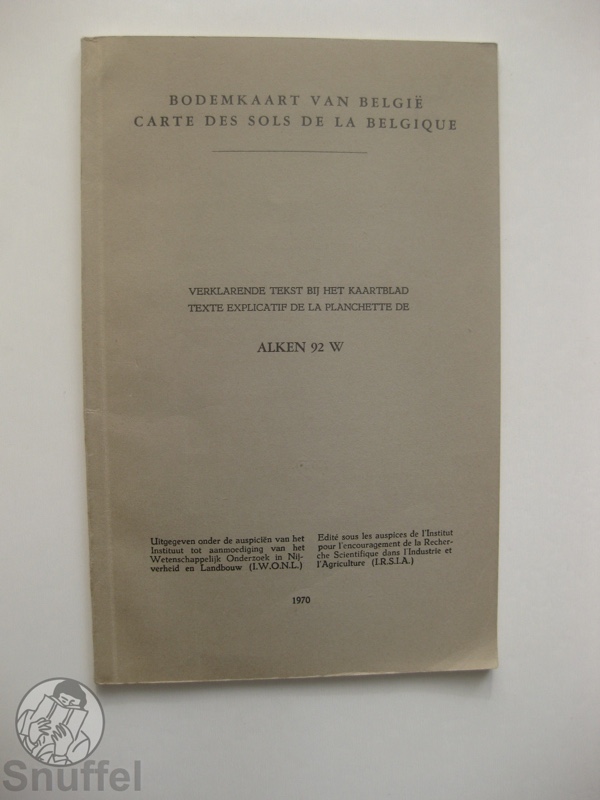 BODEMKAART VAN BELGIË
CARTE DES SOLS DE LA BELGIQUE
VERKLARENDE TEKST BIJ HET KAARTBLAD
TEXTE EXPLICATIF DE LA PLANCHETTE DE
ALKEN 92 W
Uitgegeven onder de auspiciën van het
Instituut tot aanmoediging van het
Wetenschappelijk Onderzoek in Nij-
verheid en Landbouw (I.W.O.N.L.)
Edité sous les auspices de l'Institut
pour l'encouragement de la Recher-
che Scientifique dans l'Industrie et
l'Agriculture (I.R.S.I.A.)
1970
Snuffel